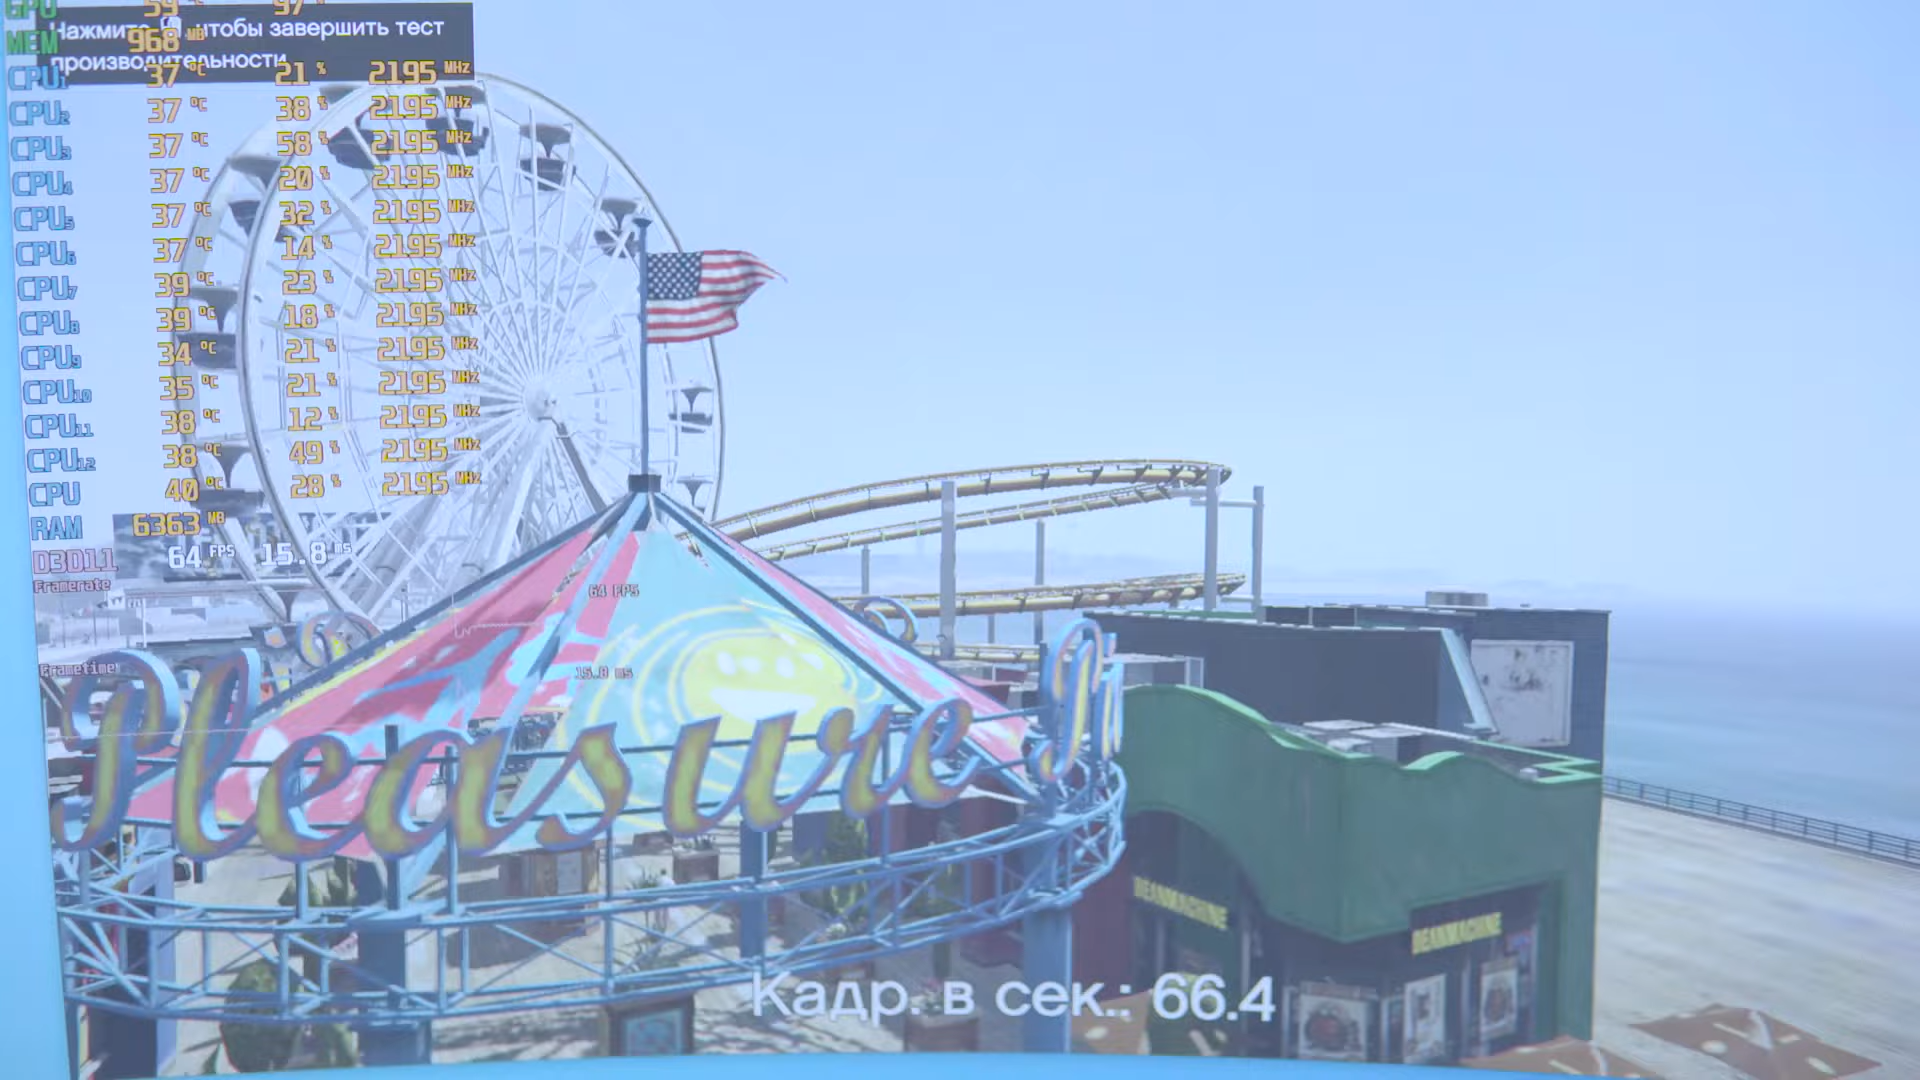 GPU 59 97
Нажмите чтобы завершить тест
MEM 968 MB
производительности
CPU1 37 °C 21 % 2195 MHz
CPU2 37 °C 38 % 2195 MHz
CPU3 37 °C 58 % 2195 MHz
CPU4 37 °C 20 % 2195 MHz
CPU5 37 °C 32 % 2195 MHz
CPU6 37 °C 14 % 2195 MHz
CPU7 39 °C 23 % 2195 MHz
CPU8 39 °C 18 % 2195 MHz
CPU9 34 °C 21 % 2195 MHz
CPU10 35 °C 21 % 2195 MHz
CPU11 38 °C 12 % 2195 MHz
CPU12 38 °C 49 % 2195 MHz
CPU 40 °C 28 % 2195 MHz
RAM 6363 MB
D3D11 64 FPS 15.8 ms
Framerate
64 FPS
Frametime
15.8 ms
Pleasure
BEANMACHINE
BEANMACHINE
Кадр. в сек.: 66.4